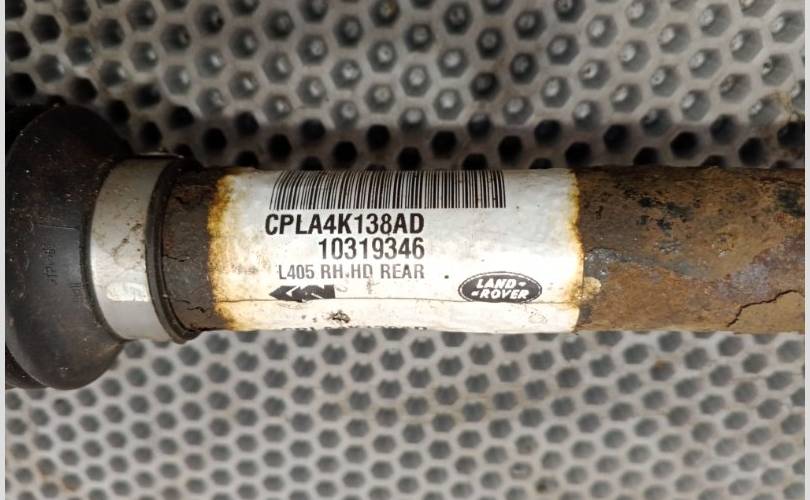 CPLA4K138AD
10319346
L405 RH.HD REAR
GKN
LAND-
-ROVER